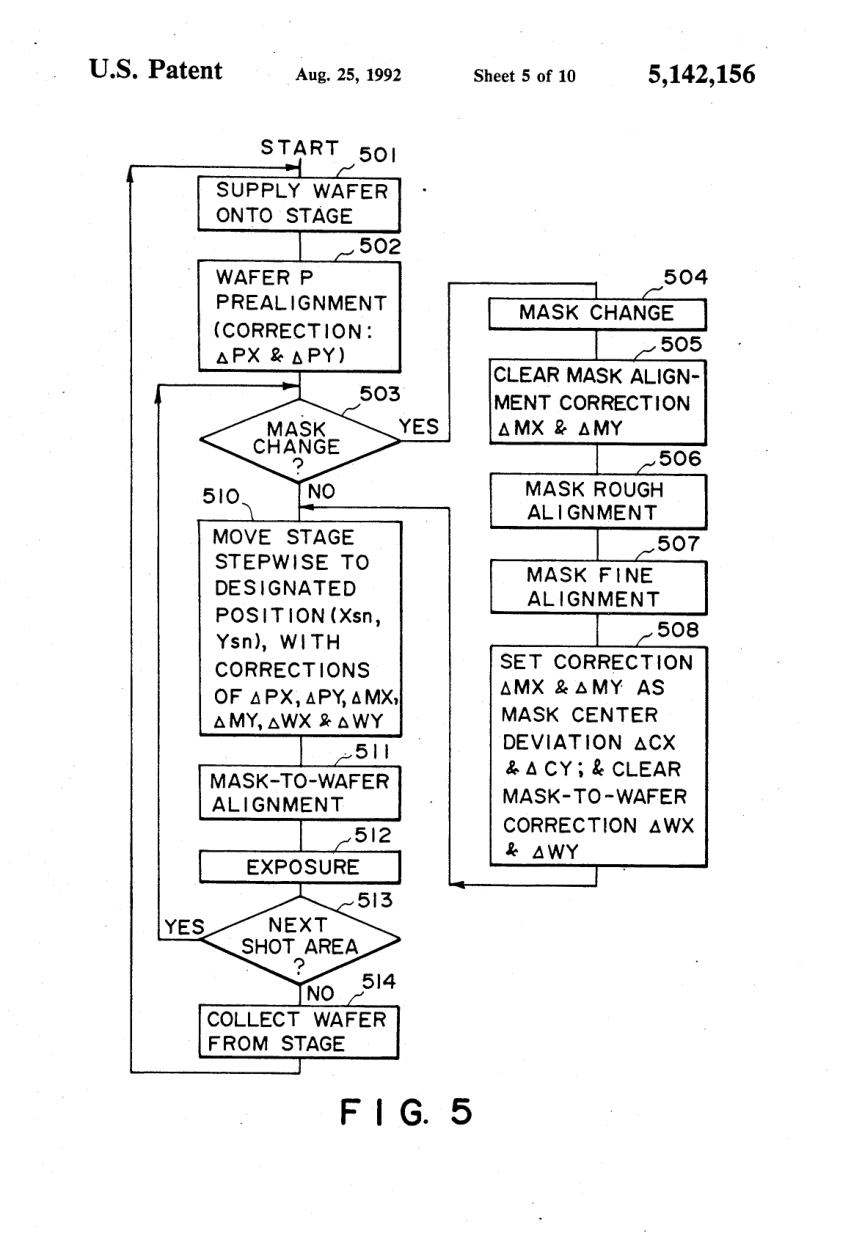 U.S. Patent Aug. 25, 1992 Sheet 5 of 10 5,142,156
START
501
SUPPLY WAFER
ONTO STAGE
502
WAFER P
PREALIGNMENT
(CORRECTION:
ΔPX & ΔPY)
503
MASK
CHANGE
?
YES
NO
504
MASK CHANGE
505
CLEAR MASK ALIGN-
MENT CORRECTION
ΔMX & ΔMY
506
MASK ROUGH
ALIGNMENT
507
MASK FINE
ALIGNMENT
508
SET CORRECTION
ΔMX & ΔMY AS
MASK CENTER
DEVIATION ΔCX
& ΔCY; & CLEAR
MASK-TO-WAFER
CORRECTION ΔWX
& ΔWY
510
MOVE STAGE
STEPWISE TO
DESIGNATED
POSITION (Xsn,
Ysn), WITH
CORRECTIONS
OF ΔPX, ΔPY, ΔMX,
ΔMY, ΔWX & ΔWY
511
MASK-TO-WAFER
ALIGNMENT
512
EXPOSURE
513
NEXT
SHOT AREA
?
YES
NO
514
COLLECT WAFER
FROM STAGE
FIG. 5